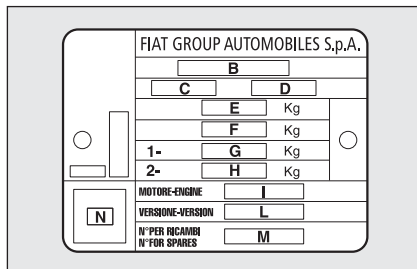 FIAT GROUP AUTOMOBILES S.p.A.
B
C D
E Kg
F Kg
1- G Kg
2- H Kg
MOTORE-ENGINE I
VERSIONE-VERSION L
N°PER RICAMBI
N°FOR SPARES M
N